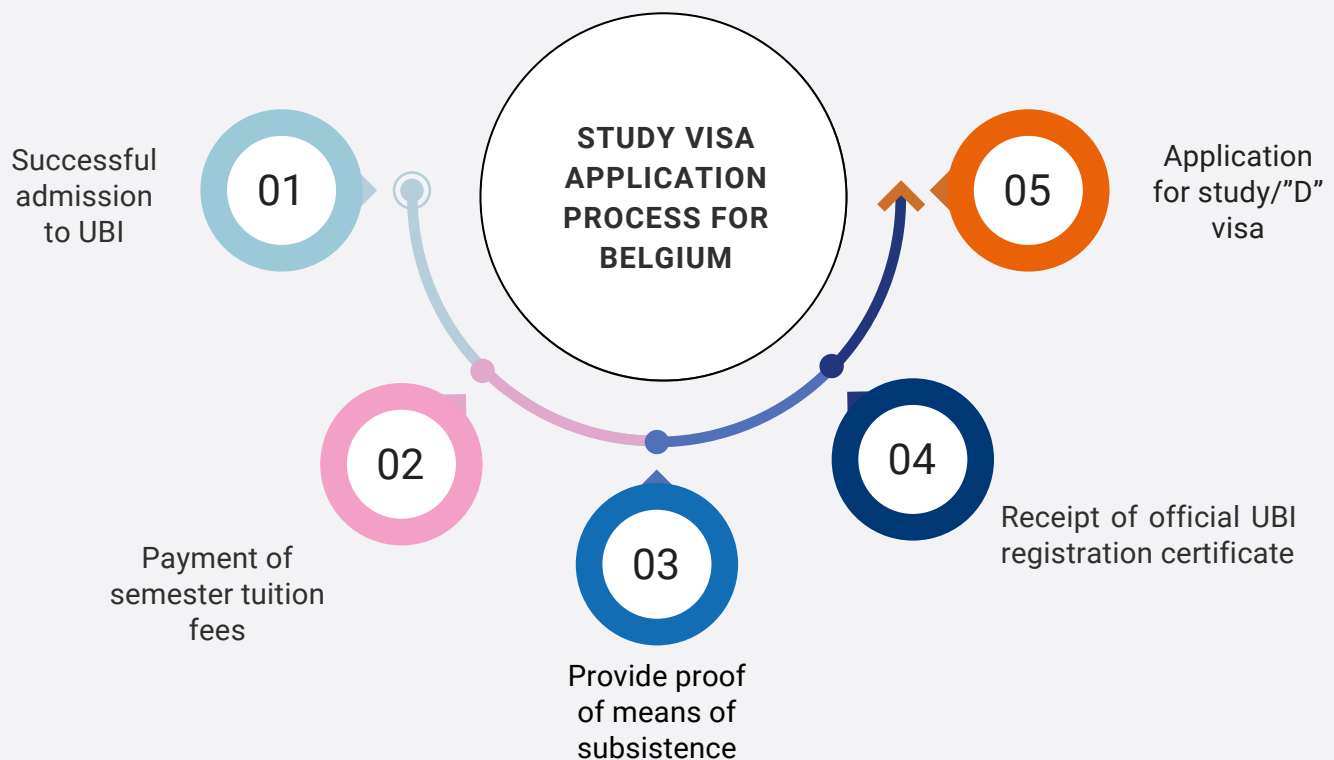 STUDY VISA
APPLICATION
PROCESS FOR
BELGIUM
01
Successful
admission
to UBI
02
Payment of
semester tuition
fees
03
Provide proof
of means of
subsistence
04
Receipt of official UBI
registration certificate
05
Application
for study/”D”
visa